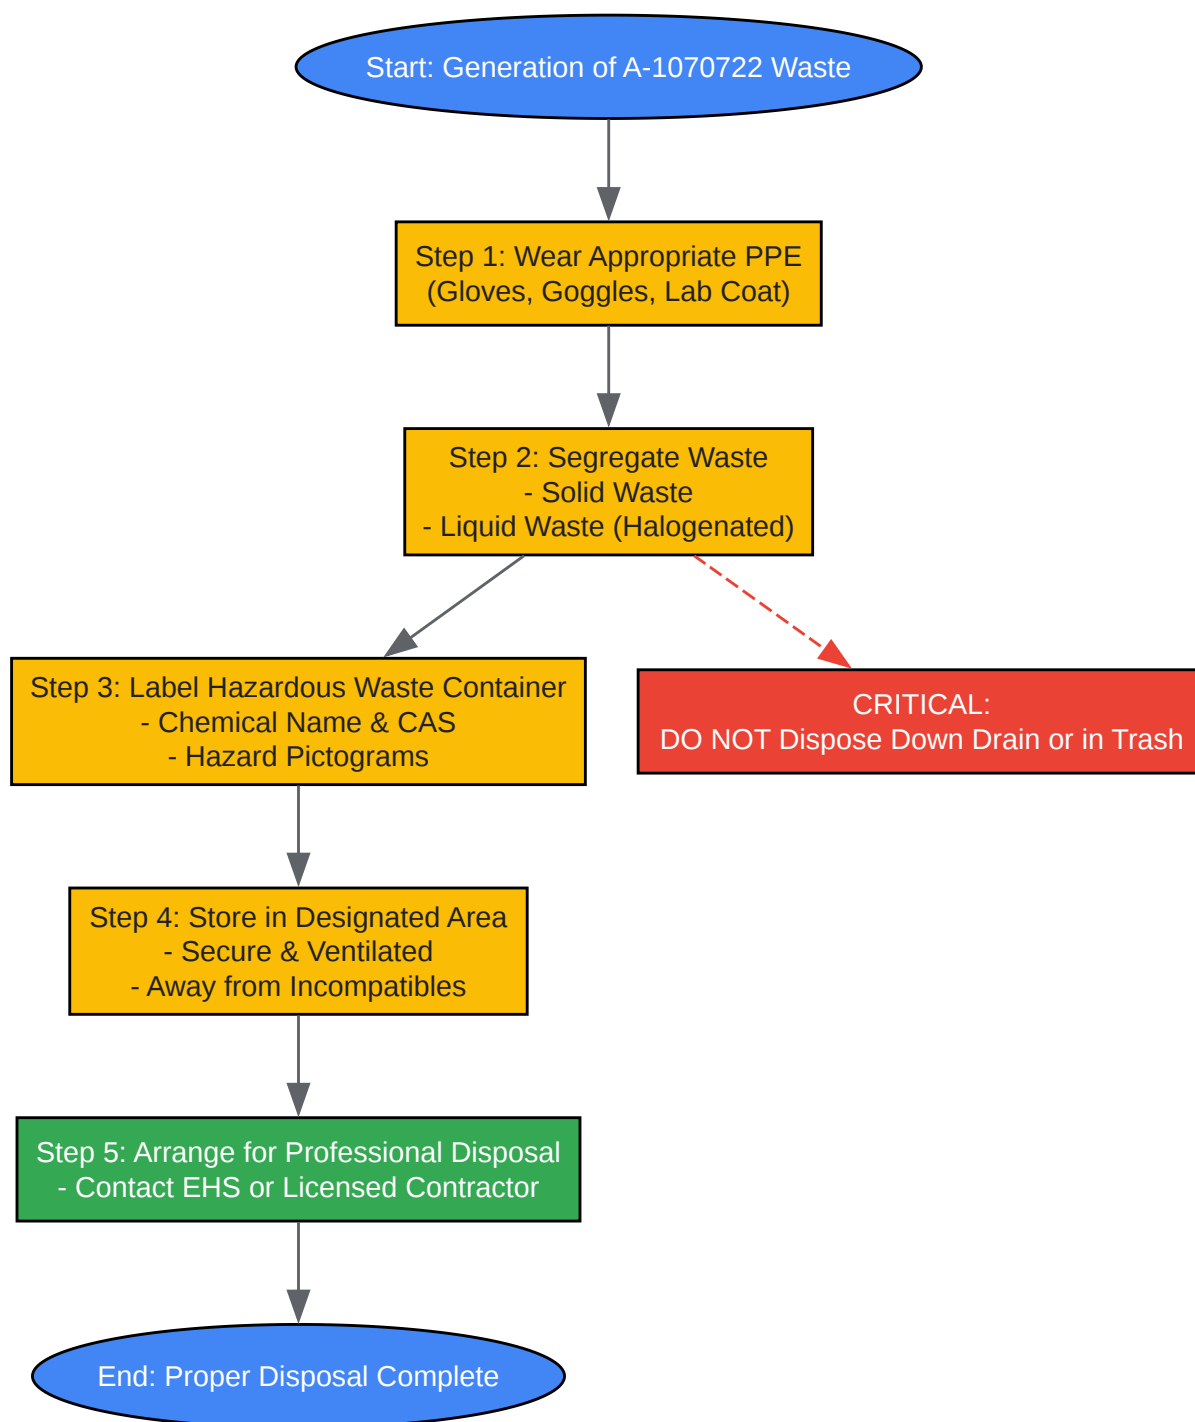 Start: Generation of A-1070722 Waste
Step 1: Wear Appropriate PPE
(Gloves, Goggles, Lab Coat)
Step 2: Segregate Waste
- Solid Waste
- Liquid Waste (Halogenated)
Step 3: Label Hazardous Waste Container
- Chemical Name & CAS
- Hazard Pictograms
CRITICAL:
DO NOT Dispose Down Drain or in Trash
Step 4: Store in Designated Area
- Secure & Ventilated
- Away from Incompatibles
Step 5: Arrange for Professional Disposal
- Contact EHS or Licensed Contractor
End: Proper Disposal Complete